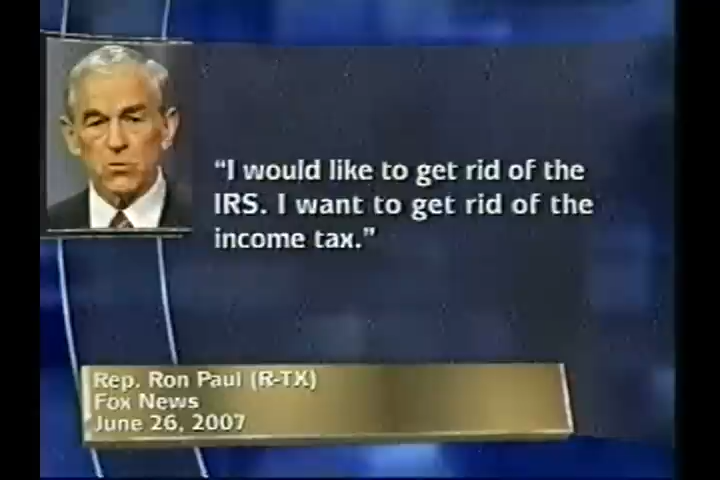 “I would like to get rid of the
IRS. I want to get rid of the
income tax.”
Rep. Ron Paul (R-TX)
Fox News
June 26, 2007